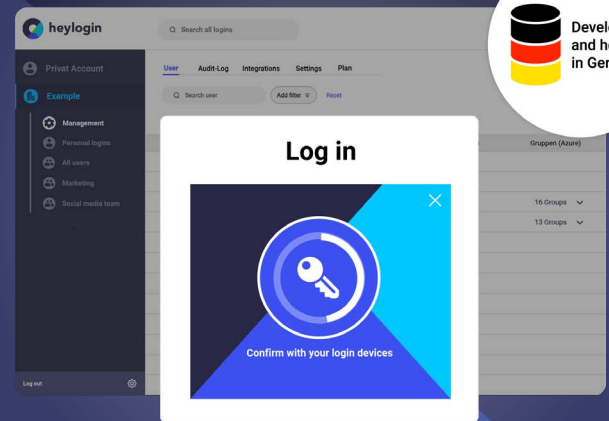 heylogin
Search all logins
Privat Account
Example
Management
Personal logins
All users
Marketing
Social media team
Log out
User Audit-Log Integrations Settings Plan
Search user Add filter Reset
Gruppen (Azure)
16 Groups
13 Groups
Log in
Confirm with your login devices
Devel
and h
in Ger